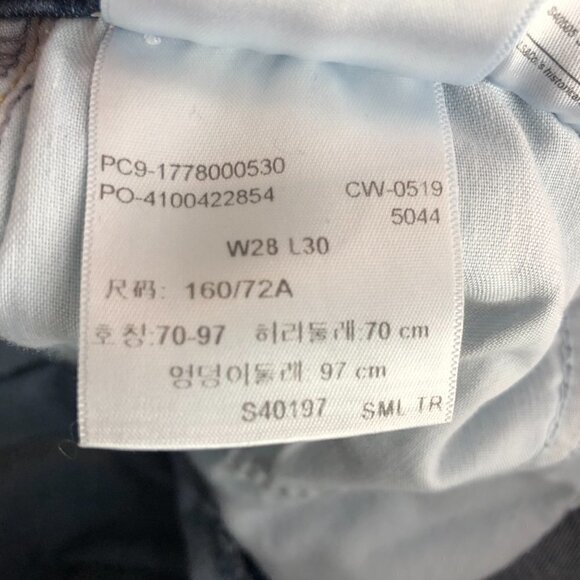 PC9-1778000530
PO-4100422854 CW-0519
5044
W28 L30
尺码: 160/72A
호칭:70-97 허리둘레:70 cm
엉덩이둘레: 97 cm
S40197 SML TR